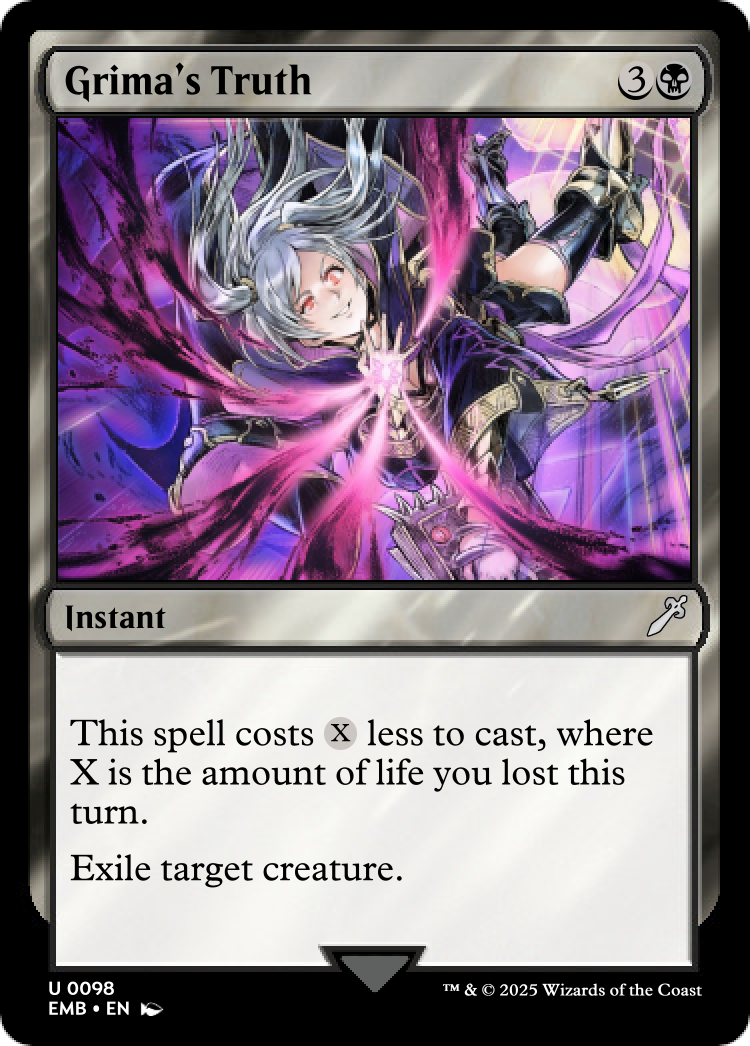 Grima's Truth 3
Instant
This spell costs X less to cast, where
X is the amount of life you lost this
turn.
Exile target creature.
U 0098
EMB • EN
™ & © 2025 Wizards of the Coast